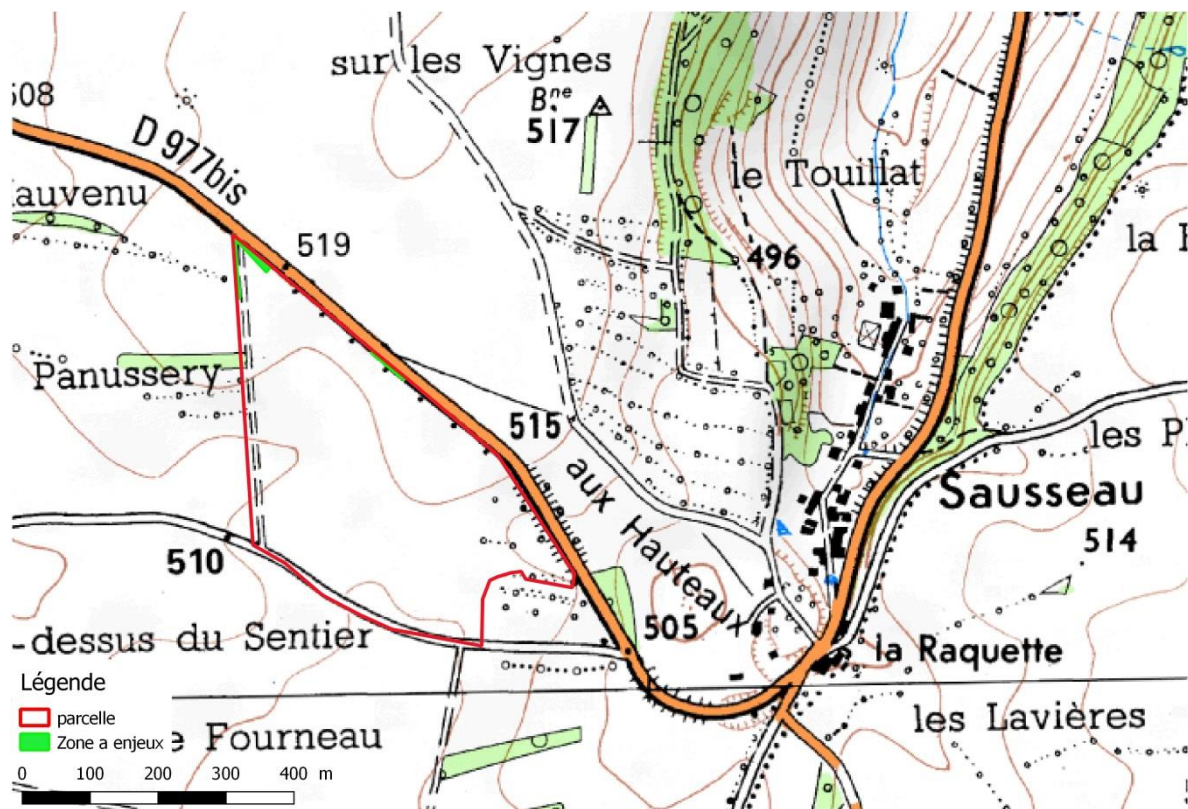 sur les Vignes
Bne
517
508
D 977bis
auvenu
519
le Touillat
496
la
Panussery
515
aux Hauteaux
les Pl
Sausseau
514
510
-dessus du Sentier
505
la Raquette
Légende
parcelle
Zone a enjeux
e Fourneau
les Lavières
0 100 200 300 400 m